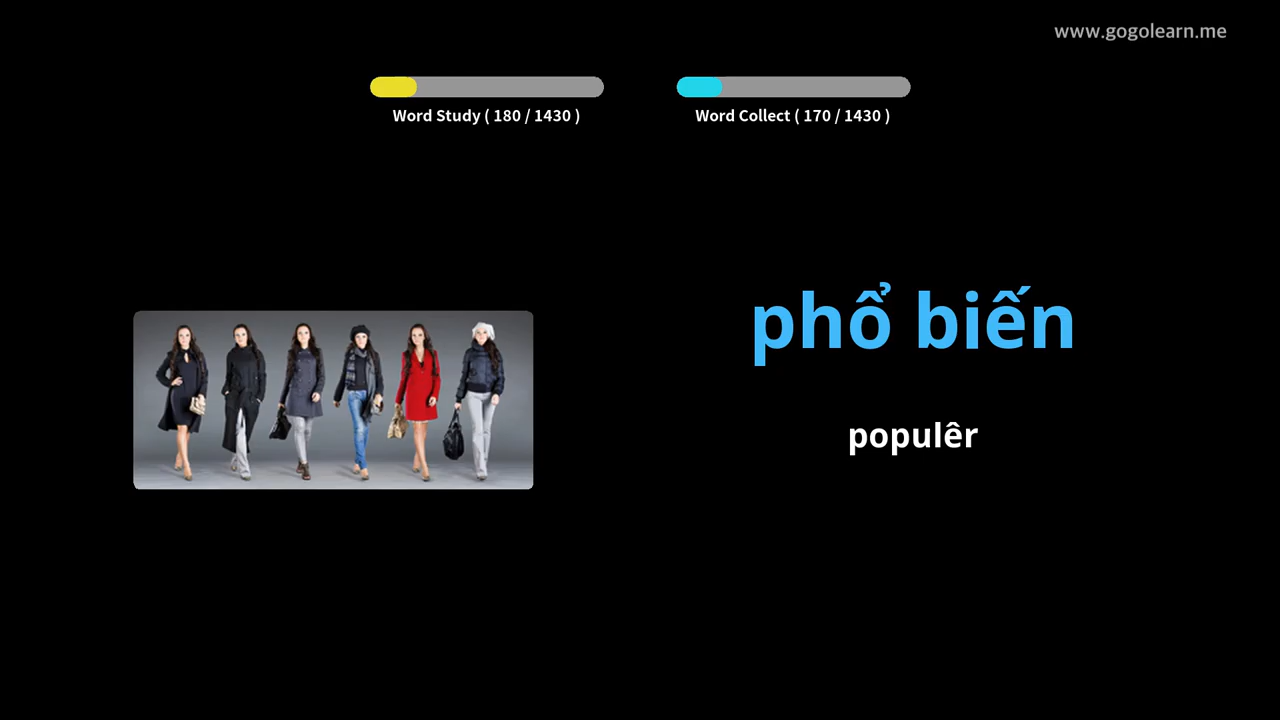 www.gogolearn.me
Word Study ( 180 / 1430 )
Word Collect ( 170 / 1430 )
phổ biến
populêr